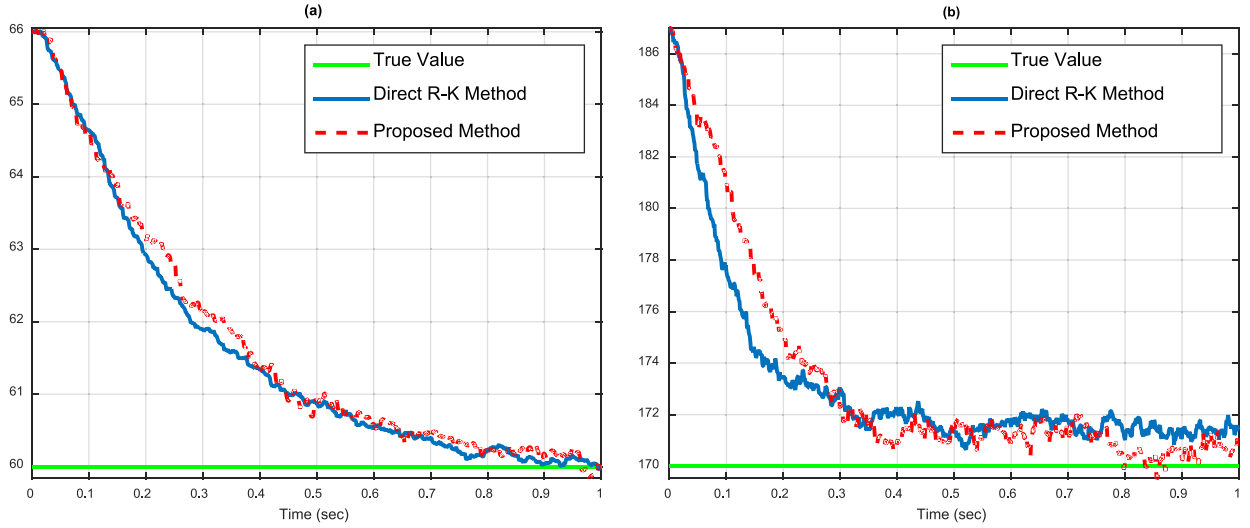 (a)
66
65
64
63
62
61
60
0 0.1 0.2 0.3 0.4 0.5 0.6 0.7 0.8 0.9 1
Time (sec)
True Value
Direct R-K Method
Proposed Method
(b)
186
184
182
180
178
176
174
172
170
0 0.1 0.2 0.3 0.4 0.5 0.6 0.7 0.8 0.9 1
Time (sec)
True Value
Direct R-K Method
Proposed Method